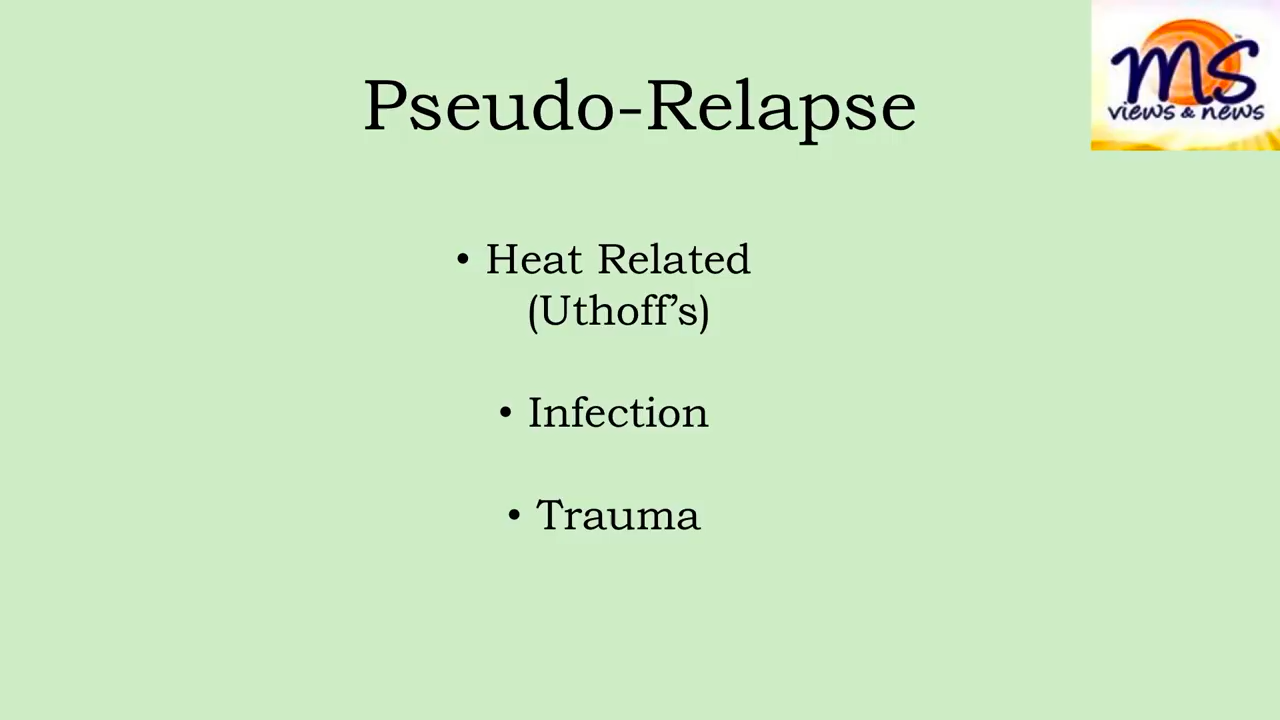 Pseudo-Relapse
MS
views & news
• Heat Related
(Uthoff’s)
• Infection
• Trauma